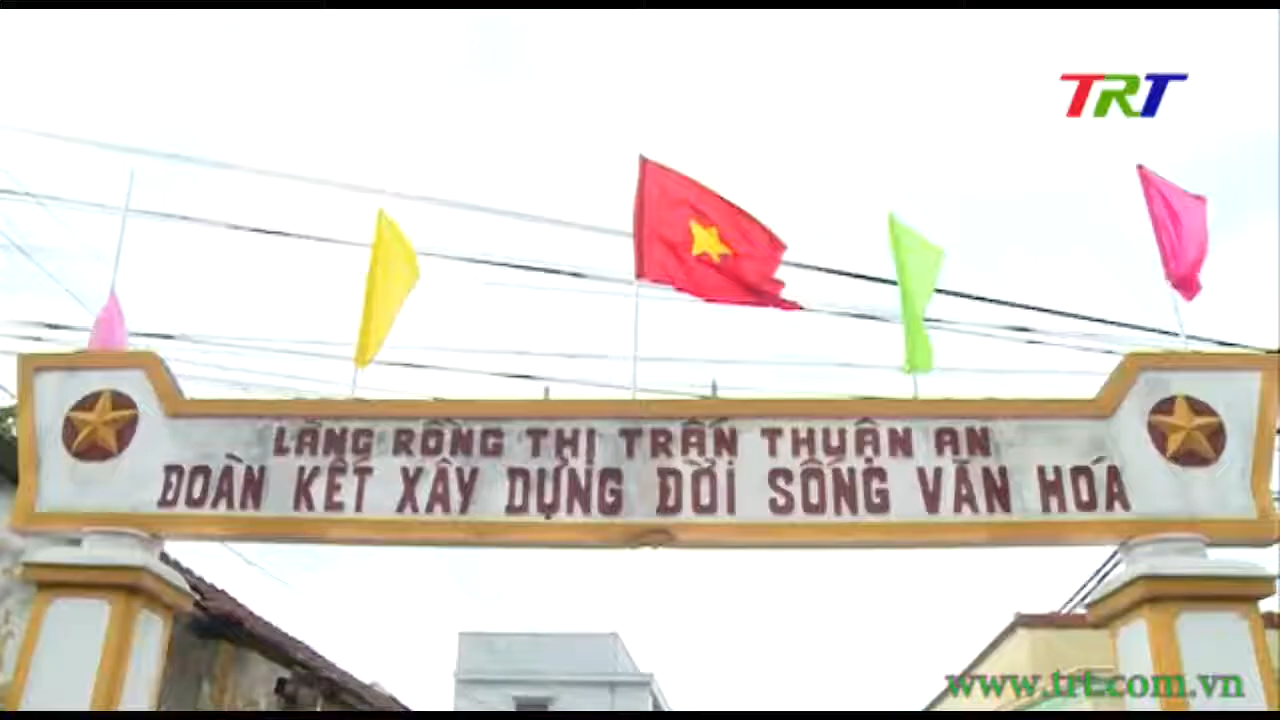 TRT
LÀNG RỒNG THỊ TRẤN THUẬN AN
ĐOÀN KẾT XÂY DỰNG ĐỜI SỐNG VĂN HÓA
www.trt.com.vn